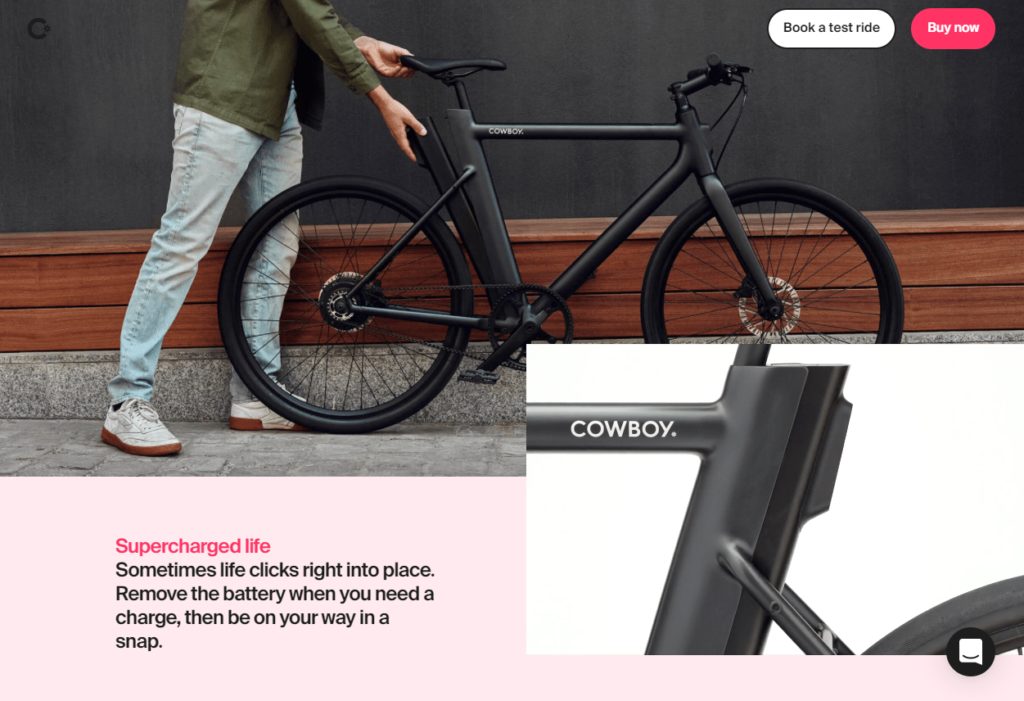 Book a test ride
Buy now
COWBOY.
COWBOY.
Supercharged life
Sometimes life clicks right into place.
Remove the battery when you need a
charge, then be on your way in a
snap.